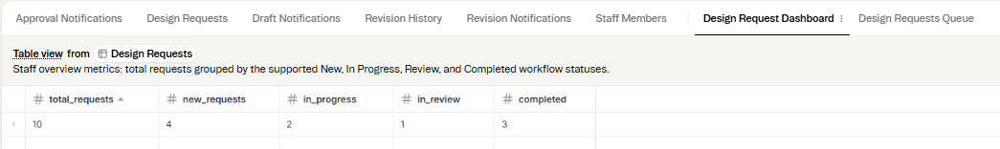 Approval Notifications Design Requests Draft Notifications Revision History Revision Notifications Staff Members Design Request Dashboard Design Requests Queue
Table view from Design Requests
Staff overview metrics: total requests grouped by the supported New, In Progress, Review, and Completed workflow statuses.
# total_requests # new_requests # in_progress # in_review # completed
1 10 4 2 1 3